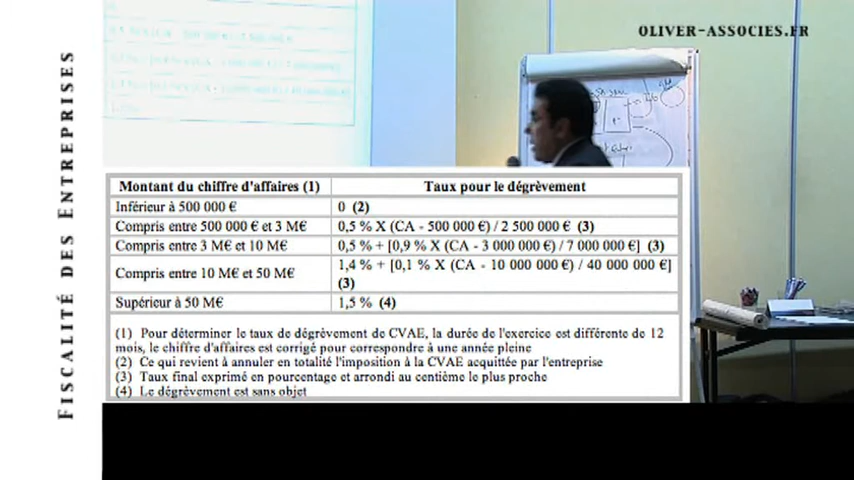 OLIVER-ASSOCIES.FR
FISCALITÉ DES ENTREPRISES
Montant du chiffre d'affaires (1) Taux pour le dégrèvement
Inférieur à 500 000 € 0 (2)
Compris entre 500 000 € et 3 M€ 0,5 % X (CA - 500 000 €) / 2 500 000 € (3)
Compris entre 3 M€ et 10 M€ 0,5 % + [0,9 % X (CA - 3 000 000 €) / 7 000 000 €] (3)
Compris entre 10 M€ et 50 M€ 1,4 % + [0,1 % X (CA - 10 000 000 €) / 40 000 000 €]
(3)
Supérieur à 50 M€ 1,5 % (4)
(1) Pour déterminer le taux de dégrèvement de CVAE, la durée de l'exercice est différente de 12
mois, le chiffre d'affaires est corrigé pour correspondre à une année pleine
(2) Ce qui revient à annuler en totalité l'imposition à la CVAE acquittée par l'entreprise
(3) Taux final exprimé en pourcentage et arrondi au centième le plus proche
(4) Le dégrèvement est sans objet